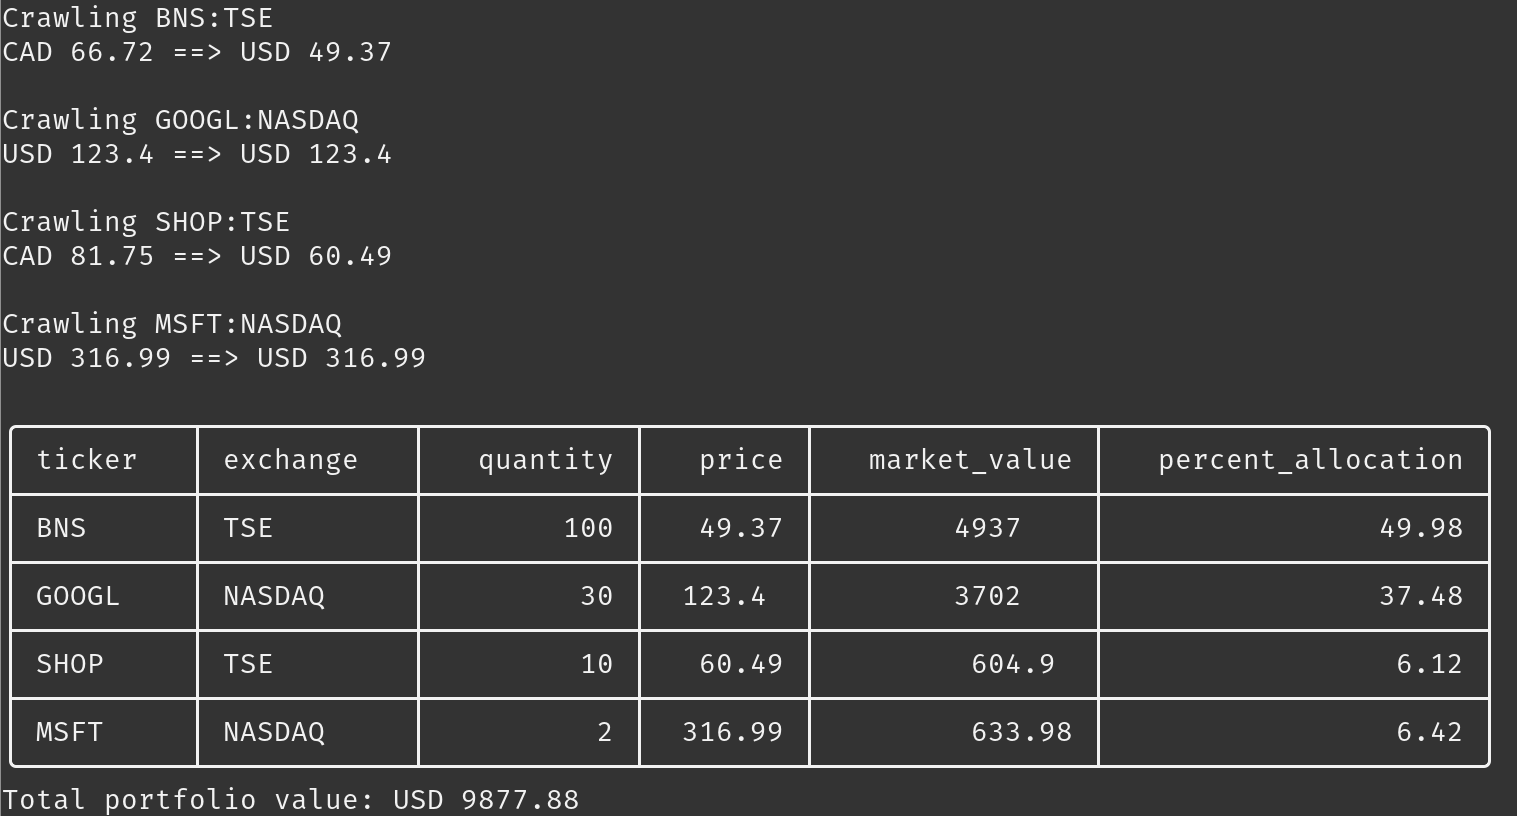 Crawling BNS:TSE
CAD 66.72 ==> USD 49.37
Crawling GOOGL:NASDAQ
USD 123.4 ==> USD 123.4
Crawling SHOP:TSE
CAD 81.75 ==> USD 60.49
Crawling MSFT:NASDAQ
USD 316.99 ==> USD 316.99
ticker exchange quantity price market_value percent_allocation
BNS TSE 100 49.37 4937 49.98
GOOGL NASDAQ 30 123.4 3702 37.48
SHOP TSE 10 60.49 604.9 6.12
MSFT NASDAQ 2 316.99 633.98 6.42
Total portfolio value: USD 9877.88